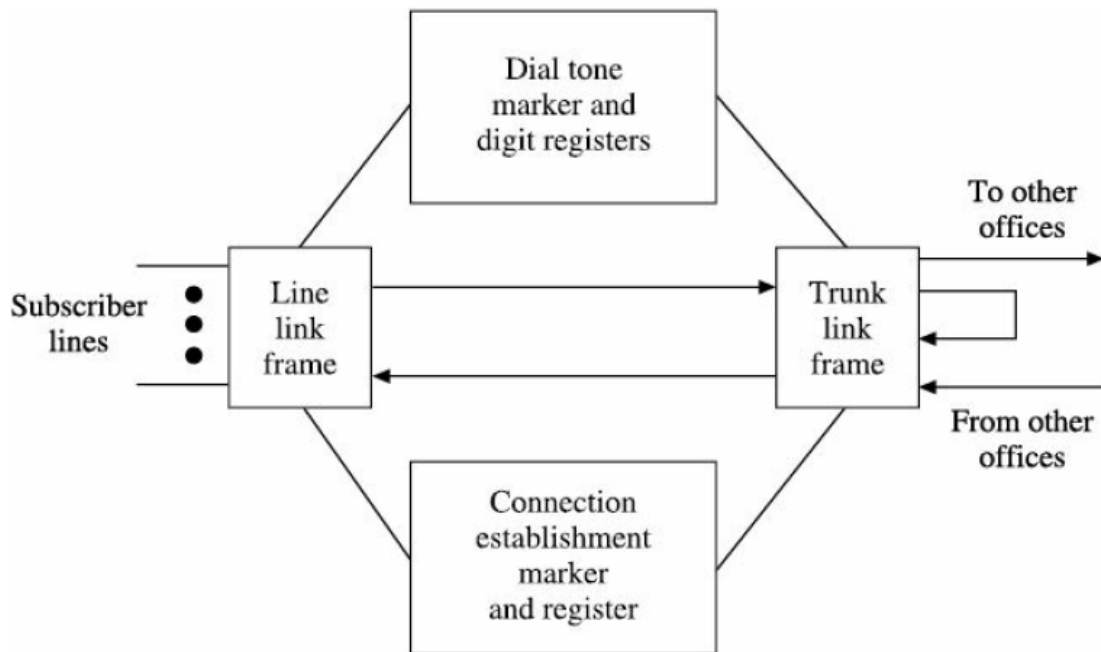 Dial tone
marker and
digit registers
To other
offices
Subscriber
lines
Line
link
frame
Trunk
link
frame
From other
offices
Connection
establishment
marker
and register